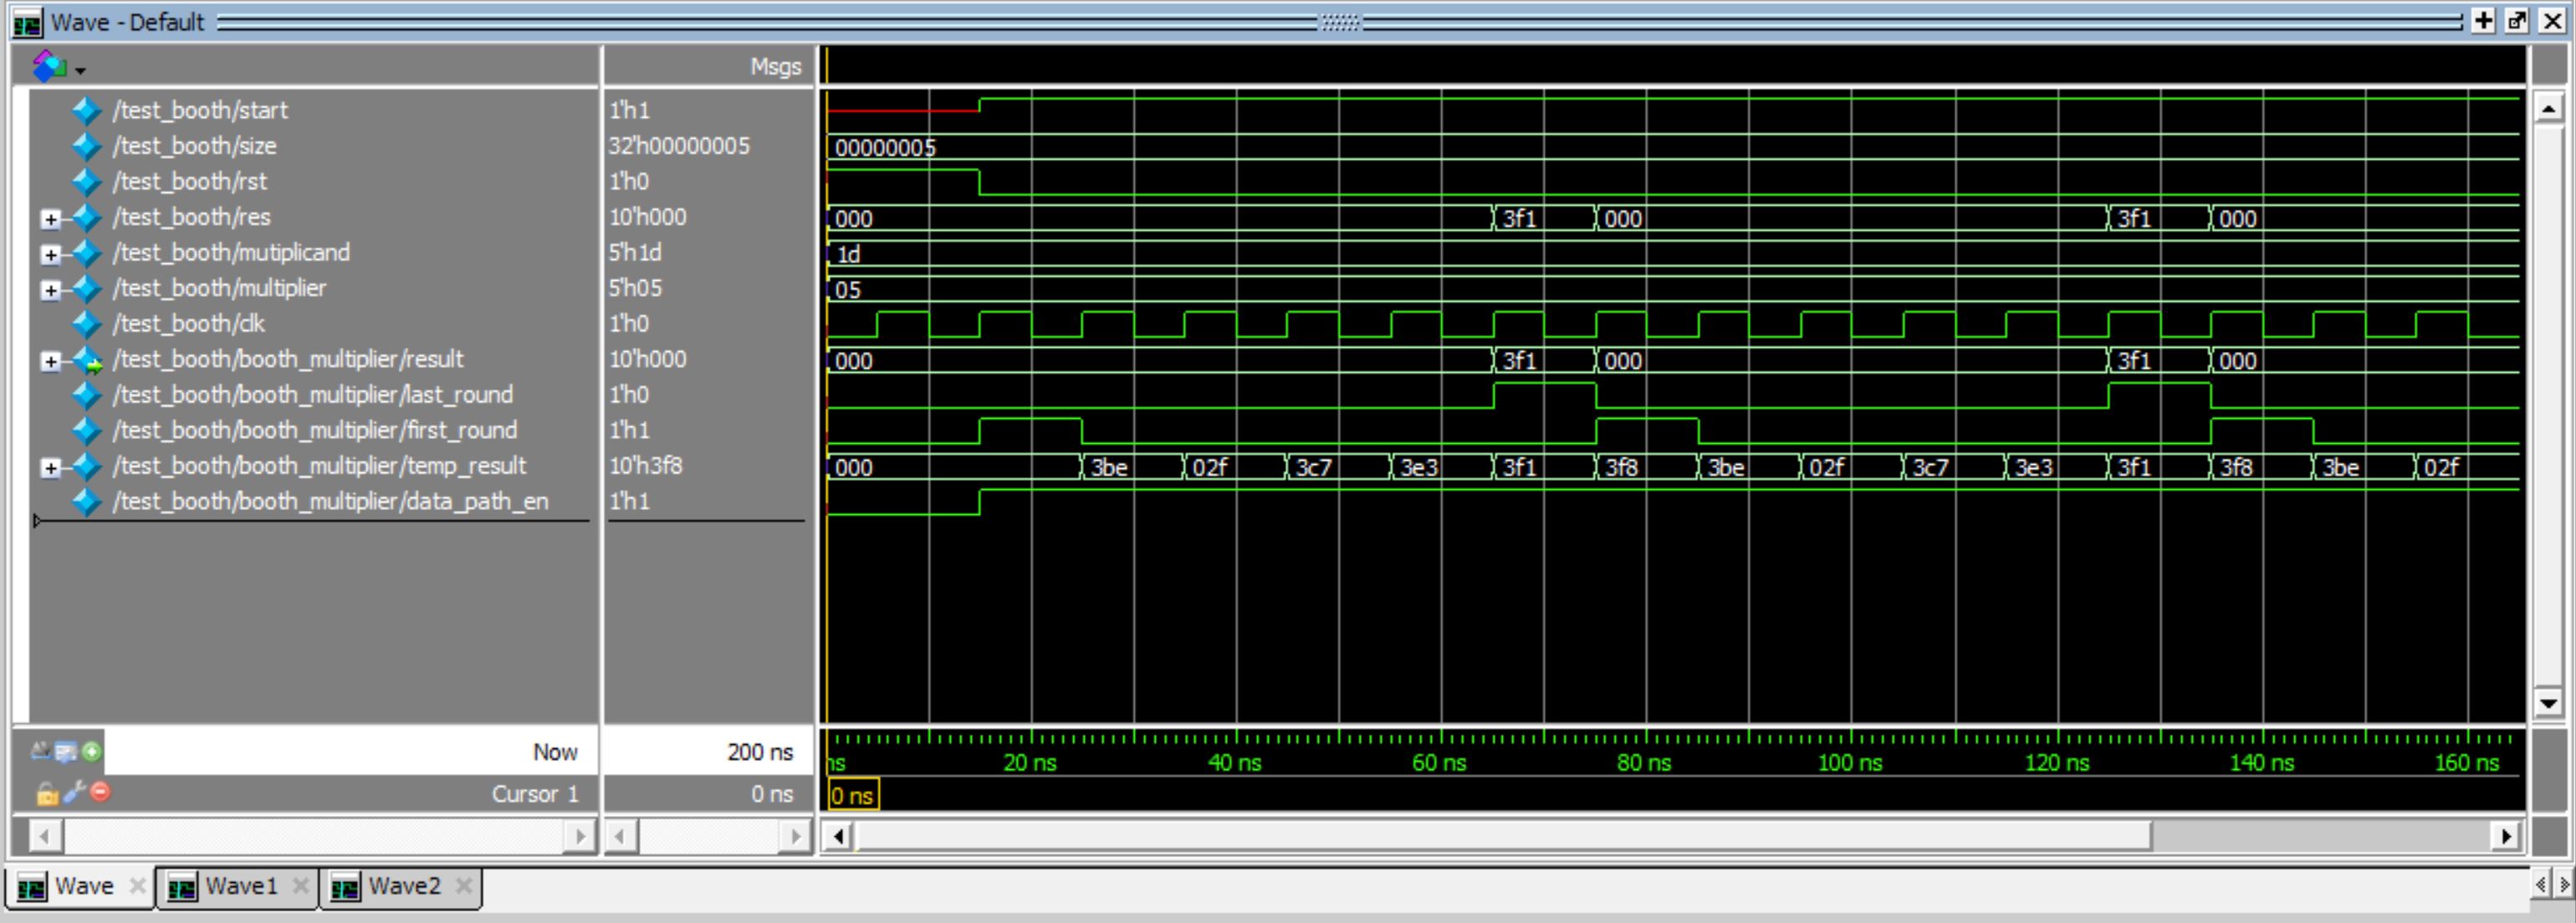 Wave - Default
Msgs
/test_booth/start 1'h1
/test_booth/size 32'h00000005 00000005
/test_booth/rst 1'h0
/test_booth/res 10'h000 000 3f1 000 3f1 000
/test_booth/mutiplicand 5'h1d 1d
/test_booth/multiplier 5'h05 05
/test_booth/clk 1'h0
/test_booth/booth_multiplier/result 10'h000 000 3f1 000 3f1 000
/test_booth/booth_multiplier/last_round 1'h0
/test_booth/booth_multiplier/first_round 1'h1
/test_booth/booth_multiplier/temp_result 10'h3f8 000 3be 02f 3c7 3e3 3f1 3f8 3be 02f 3c7 3e3 3f1 3f8 3be 02f
/test_booth/booth_multiplier/data_path_en 1'h1
Now 200 ns ns 20 ns 40 ns 60 ns 80 ns 100 ns 120 ns 140 ns 160 ns
Cursor 1 0 ns 0 ns
Wave Wave1 Wave2